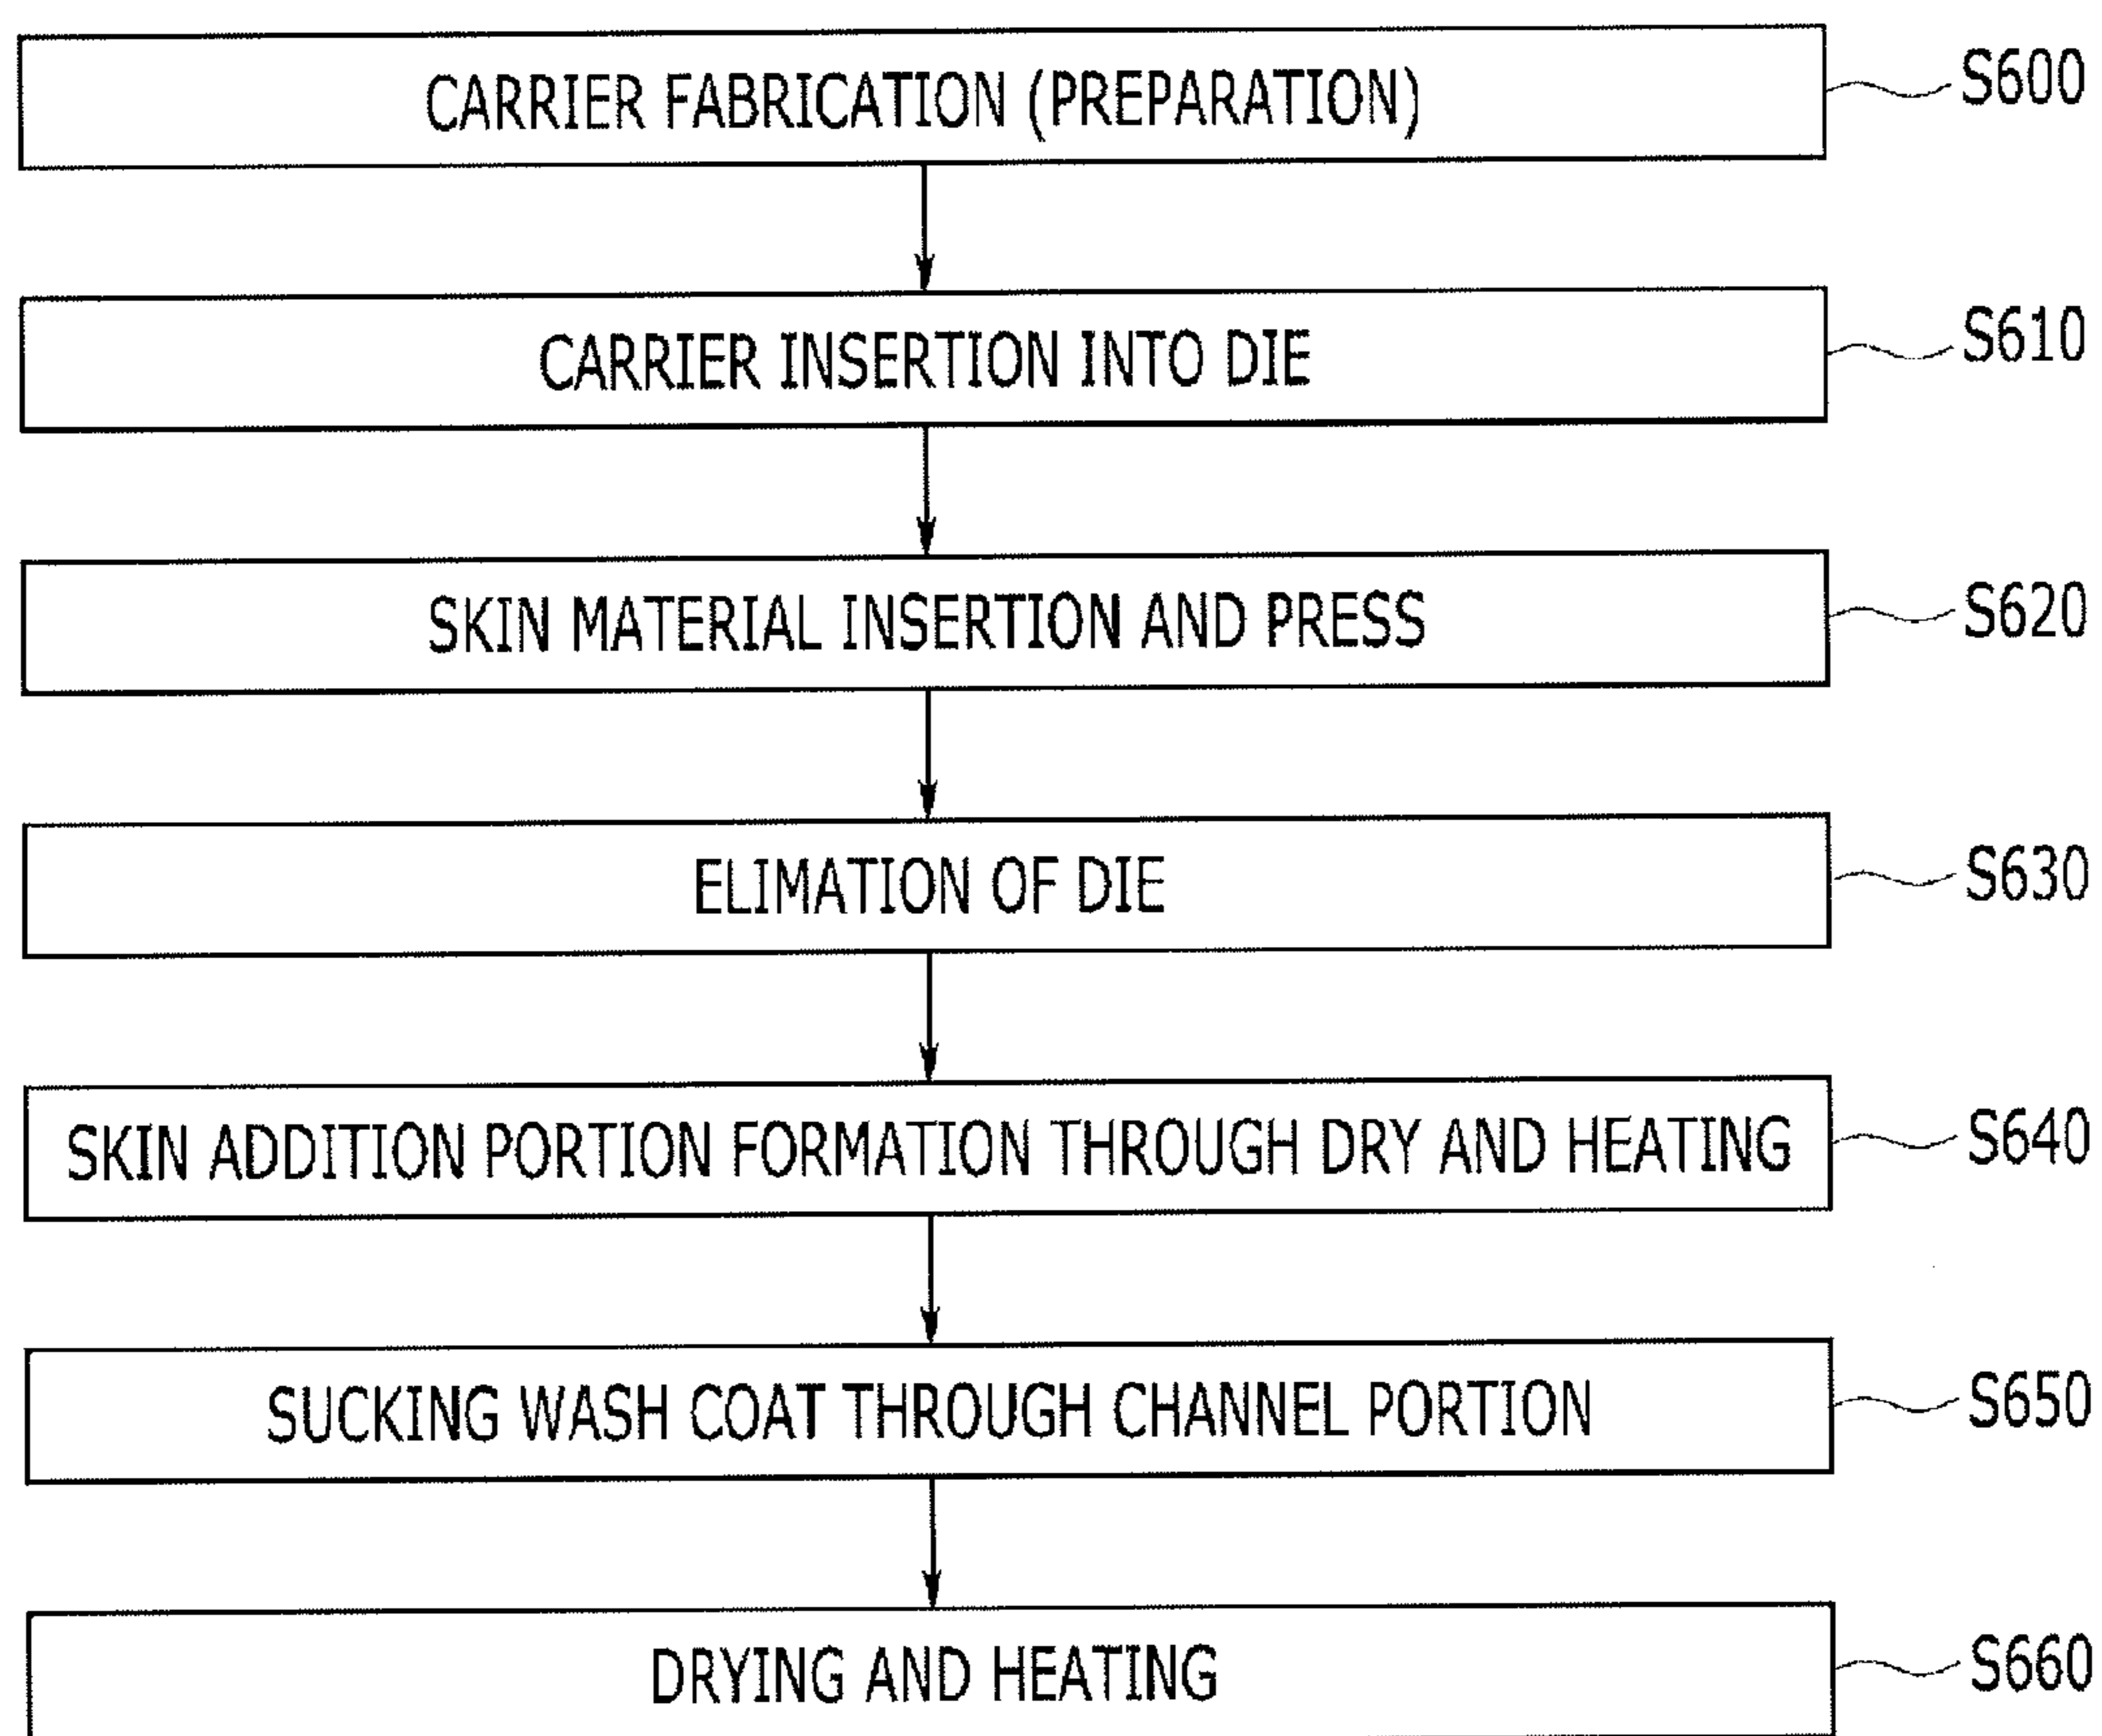 CARRIER FABRICATION (PREPARATION)
S600
CARRIER INSERTION INTO DIE
S610
SKIN MATERIAL INSERTION AND PRESS
S620
ELIMATION OF DIE
S630
SKIN ADDITION PORTION FORMATION THROUGH DRY AND HEATING
S640
SUCKING WASH COAT THROUGH CHANNEL PORTION
S650
DRYING AND HEATING
S660